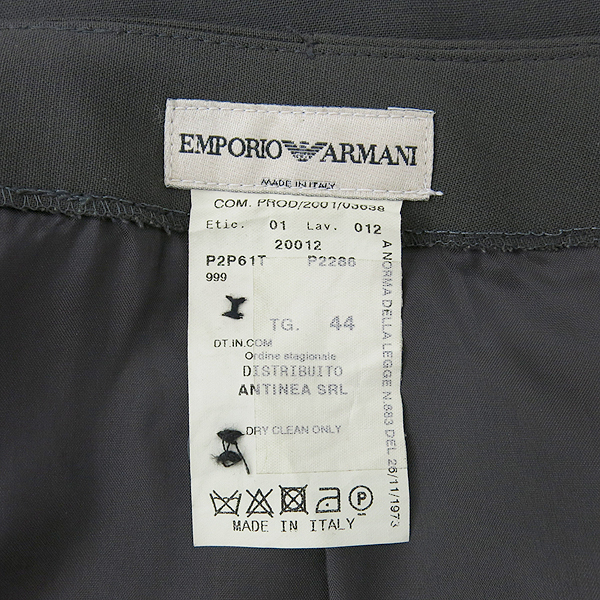 EMPORIO ARMANI
MADE IN ITALY
COM. PROD/2001/0363a
Etic. 01 Lav. 012
20012
P2P61T P2286
999
TG. 44
DT.IN.COM
Ordine stagionale
DISTRIBUITO
ANTINEA SRL
DRY CLEAN ONLY
P
MADE IN ITALY
A NORMA DELLA LEGGE N.883 DEL 26/11/1973